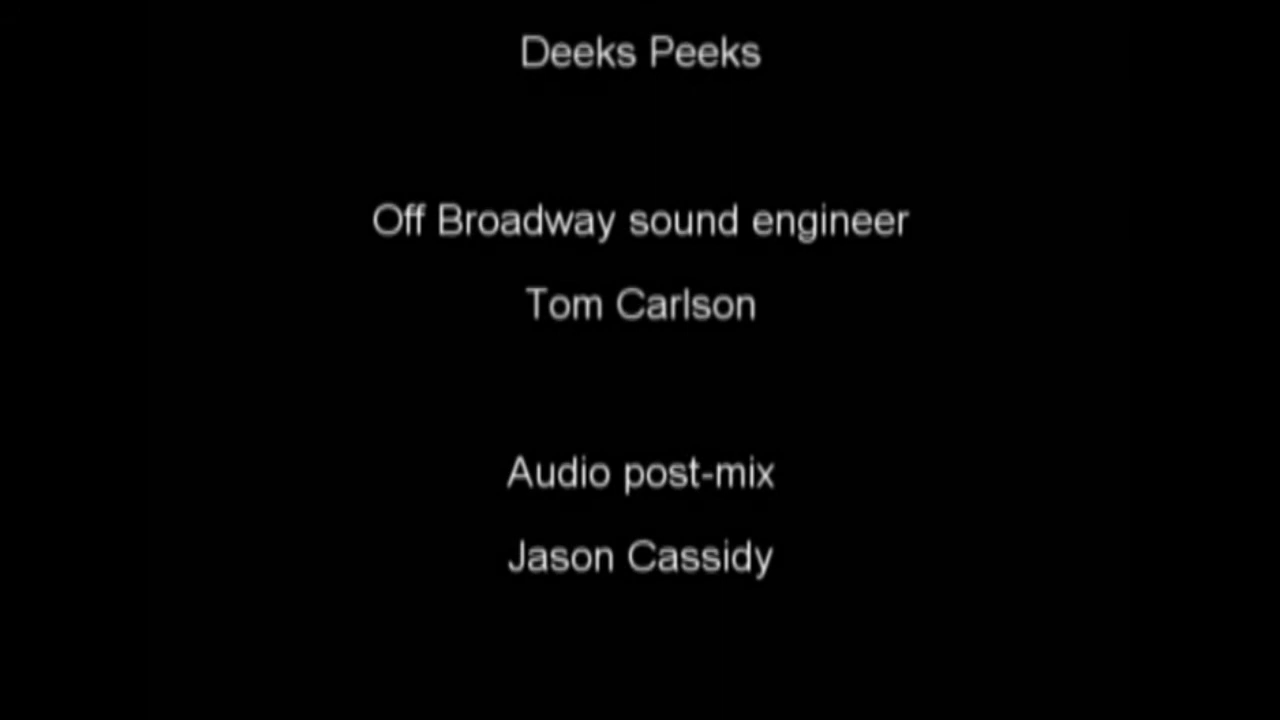 Deeks Peeks
Off Broadway sound engineer
Tom Carlson
Audio post-mix
Jason Cassidy